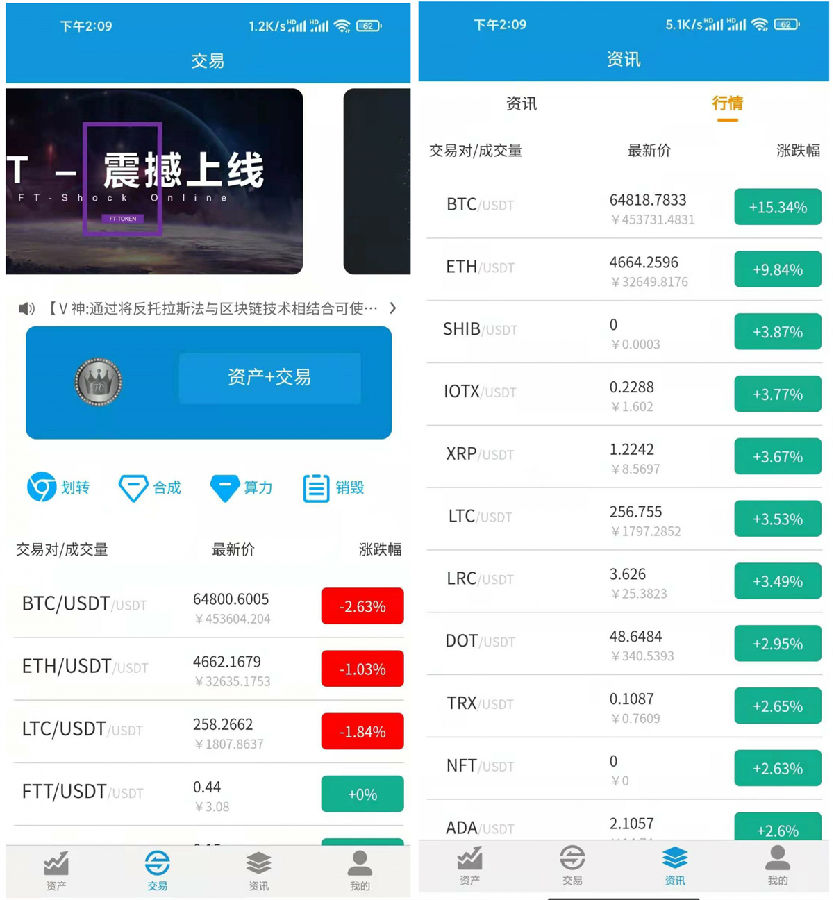 下午2:09
1.2K/s
HD
HD
62
交易
T – 震撼上线
FT-Shock Online
FT-TOKEN
【 V 神:通过将反托拉斯法与区块链技术相结合可使…
资产+交易
划转
合成
算力
销毁
交易对/成交量
最新价
涨跌幅
BTC/USDT/USDT
64800.6005
-2.63%
￥453604.204
ETH/USDT/USDT
4662.1679
-1.03%
￥32635.1753
LTC/USDT/USDT
258.2662
-1.84%
￥1807.8637
FTT/USDT/USDT
0.44
+0%
￥3.08
资产
交易
资讯
我的
下午2:09
5.1K/s
HD
HD
62
资讯
资讯
行情
交易对/成交量
最新价
涨跌幅
BTC/USDT
64818.7833
+15.34%
￥453731.4831
ETH/USDT
4664.2596
+9.84%
￥32649.8176
SHIB/USDT
0
+3.87%
￥0.0003
IOTX/USDT
0.2288
+3.77%
￥1.602
XRP/USDT
1.2242
+3.67%
￥8.5697
LTC/USDT
256.755
+3.53%
￥1797.2852
LRC/USDT
3.626
+3.49%
￥25.3823
DOT/USDT
48.6484
+2.95%
￥340.5393
TRX/USDT
0.1087
+2.65%
￥0.7609
NFT/USDT
0
+2.63%
￥0
ADA/USDT
2.1057
+2.6%
资产
交易
资讯
我的